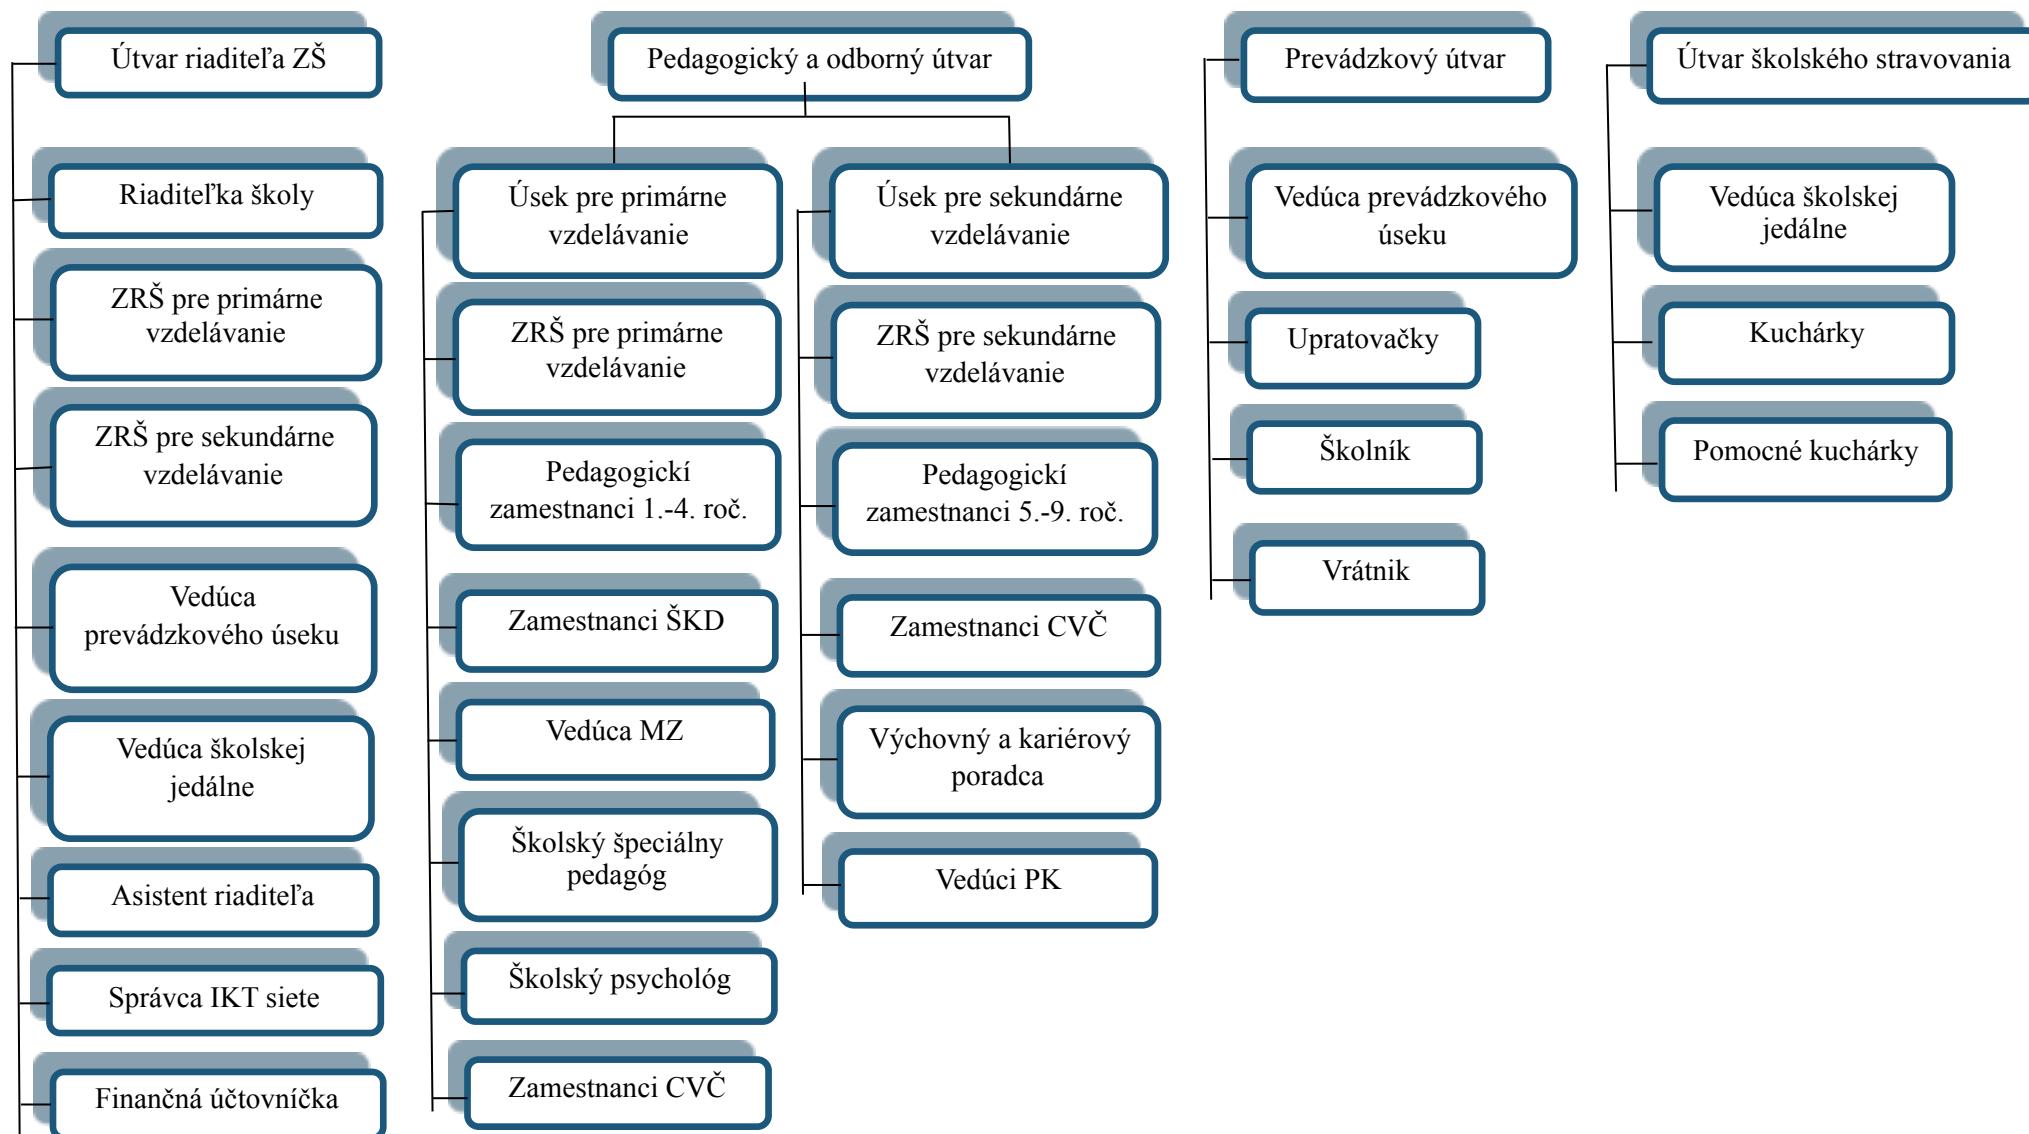 Útvar riaditeľa ZŠ
Riaditeľka školy
ZRŠ pre primárne
vzdelávanie
ZRŠ pre sekundárne
vzdelávanie
Vedúca
prevádzkového úseku
Vedúca školskej
jedálne
Asistent riaditeľa
Správca IKT siete
Finančná účtovníčka
Pedagogický a odborný útvar
Úsek pre primárne
vzdelávanie
ZRŠ pre primárne
vzdelávanie
Pedagogickí
zamestnanci 1.-4. roč.
Zamestnanci ŠKD
Vedúca MZ
Školský špeciálny
pedagóg
Školský psychológ
Zamestnanci CVČ
Úsek pre sekundárne
vzdelávanie
ZRŠ pre sekundárne
vzdelávanie
Pedagogickí
zamestnanci 5.-9. roč.
Zamestnanci CVČ
Výchovný a kariérový
poradca
Vedúci PK
Prevádzkový útvar
Vedúca prevádzkového
úseku
Upratovačky
Školník
Vrátnik
Útvar školského stravovania
Vedúca školskej
jedálne
Kuchárky
Pomocné kuchárky